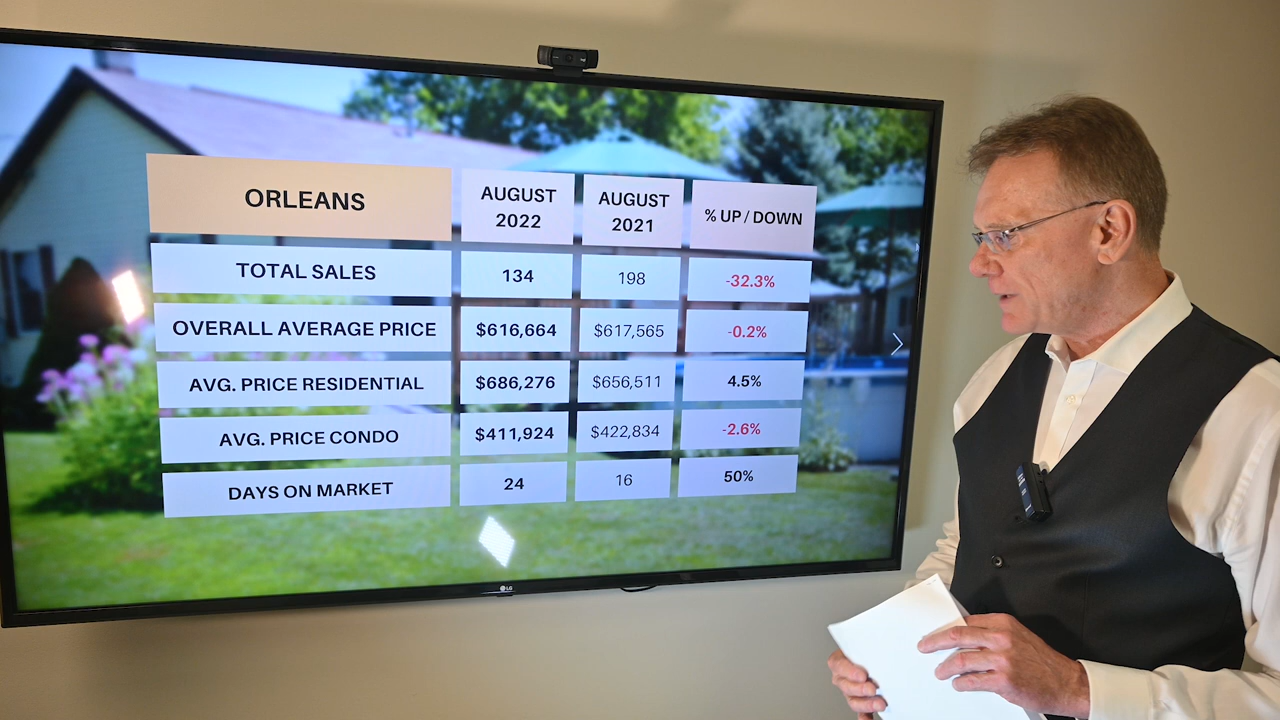 ORLEANS
AUGUST
2022
AUGUST
2021
% UP / DOWN
TOTAL SALES
134
198
-32.3%
OVERALL AVERAGE PRICE
$616,664
$617,565
-0.2%
AVG. PRICE RESIDENTIAL
$686,276
$656,511
4.5%
AVG. PRICE CONDO
$411,924
$422,834
-2.6%
DAYS ON MARKET
24
16
50%
LG